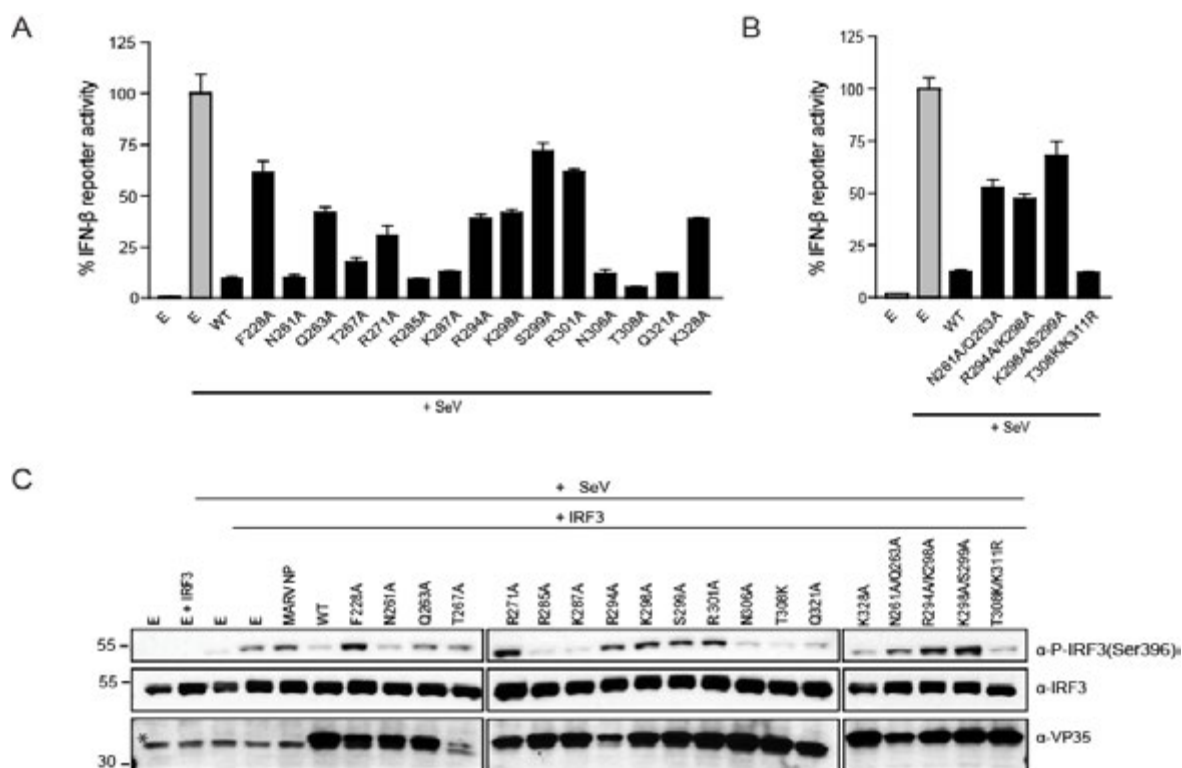 A
% IFN-β reporter activity
125
100
75
50
25
0
E
E
WT
F228A
N261A
Q263A
T267A
R271A
R285A
K287A
R294A
K298A
S299A
R301A
N306A
T308A
Q321A
K328A
+ SeV
B
% IFN-β reporter activity
125
100
75
50
25
0
E
E
WT
N261A/Q263A
R294A/K298A
K298A/S299A
T308K/K311R
+ SeV
C
+ SeV
+ IRF3
E
E + IRF3
E
E
MARV NP
WT
F228A
N261A
Q263A
T267A
R271A
R285A
K287A
R294A
K298A
S299A
R301A
N306A
T308K
Q321A
K328A
N261A/Q263A
R294A/K298A
K298A/S299A
T308K/K311R
55
α-P-IRF3(Ser396)
55
α-IRF3
*
α-VP35
30